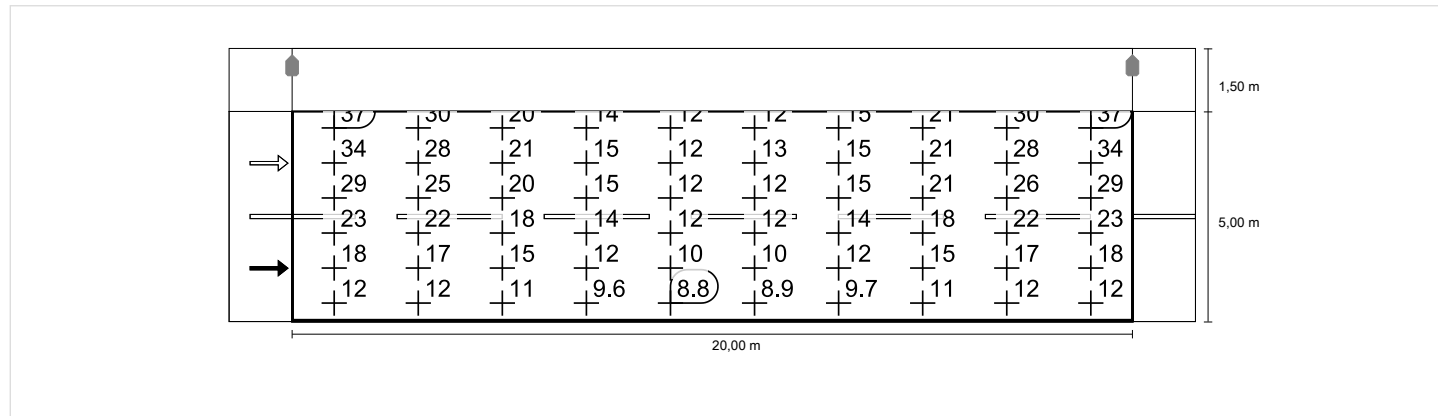 1,50 m
37 30 20 14 12 12 15 21 30 37
34 28 21 15 12 13 15 21 28 34
29 25 20 15 12 12 15 21 26 29
23 22 18 14 12 12 14 18 22 23
5,00 m
18 17 15 12 10 10 12 15 17 18
12 12 11 9.6 8.8 8.9 9.7 11 12 12
20,00 m